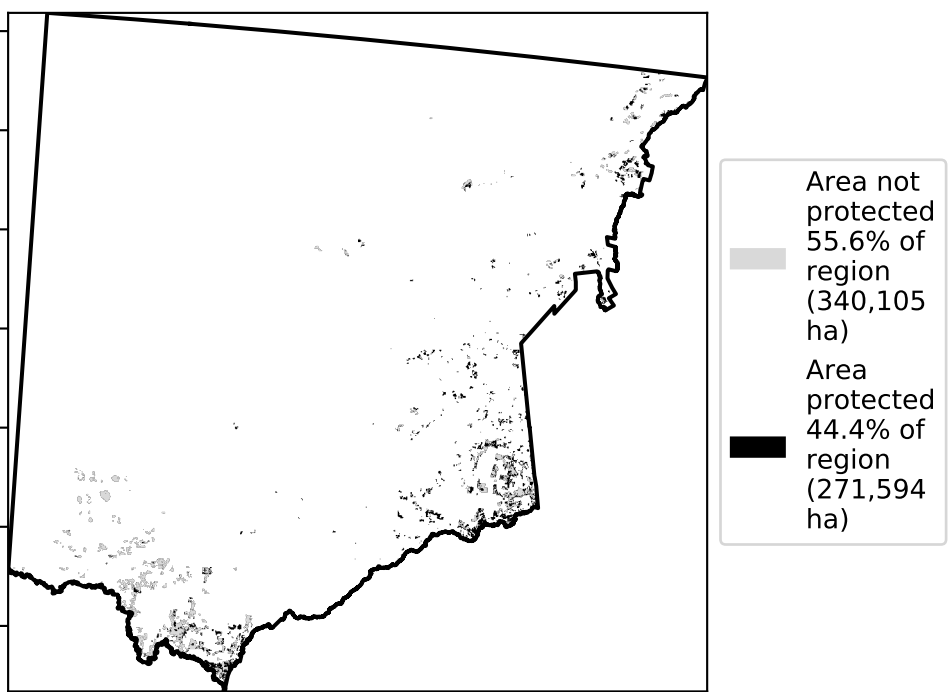 Area not
protected
55.6% of
region
(340,105
ha)
Area
protected
44.4% of
region
(271,594
ha)